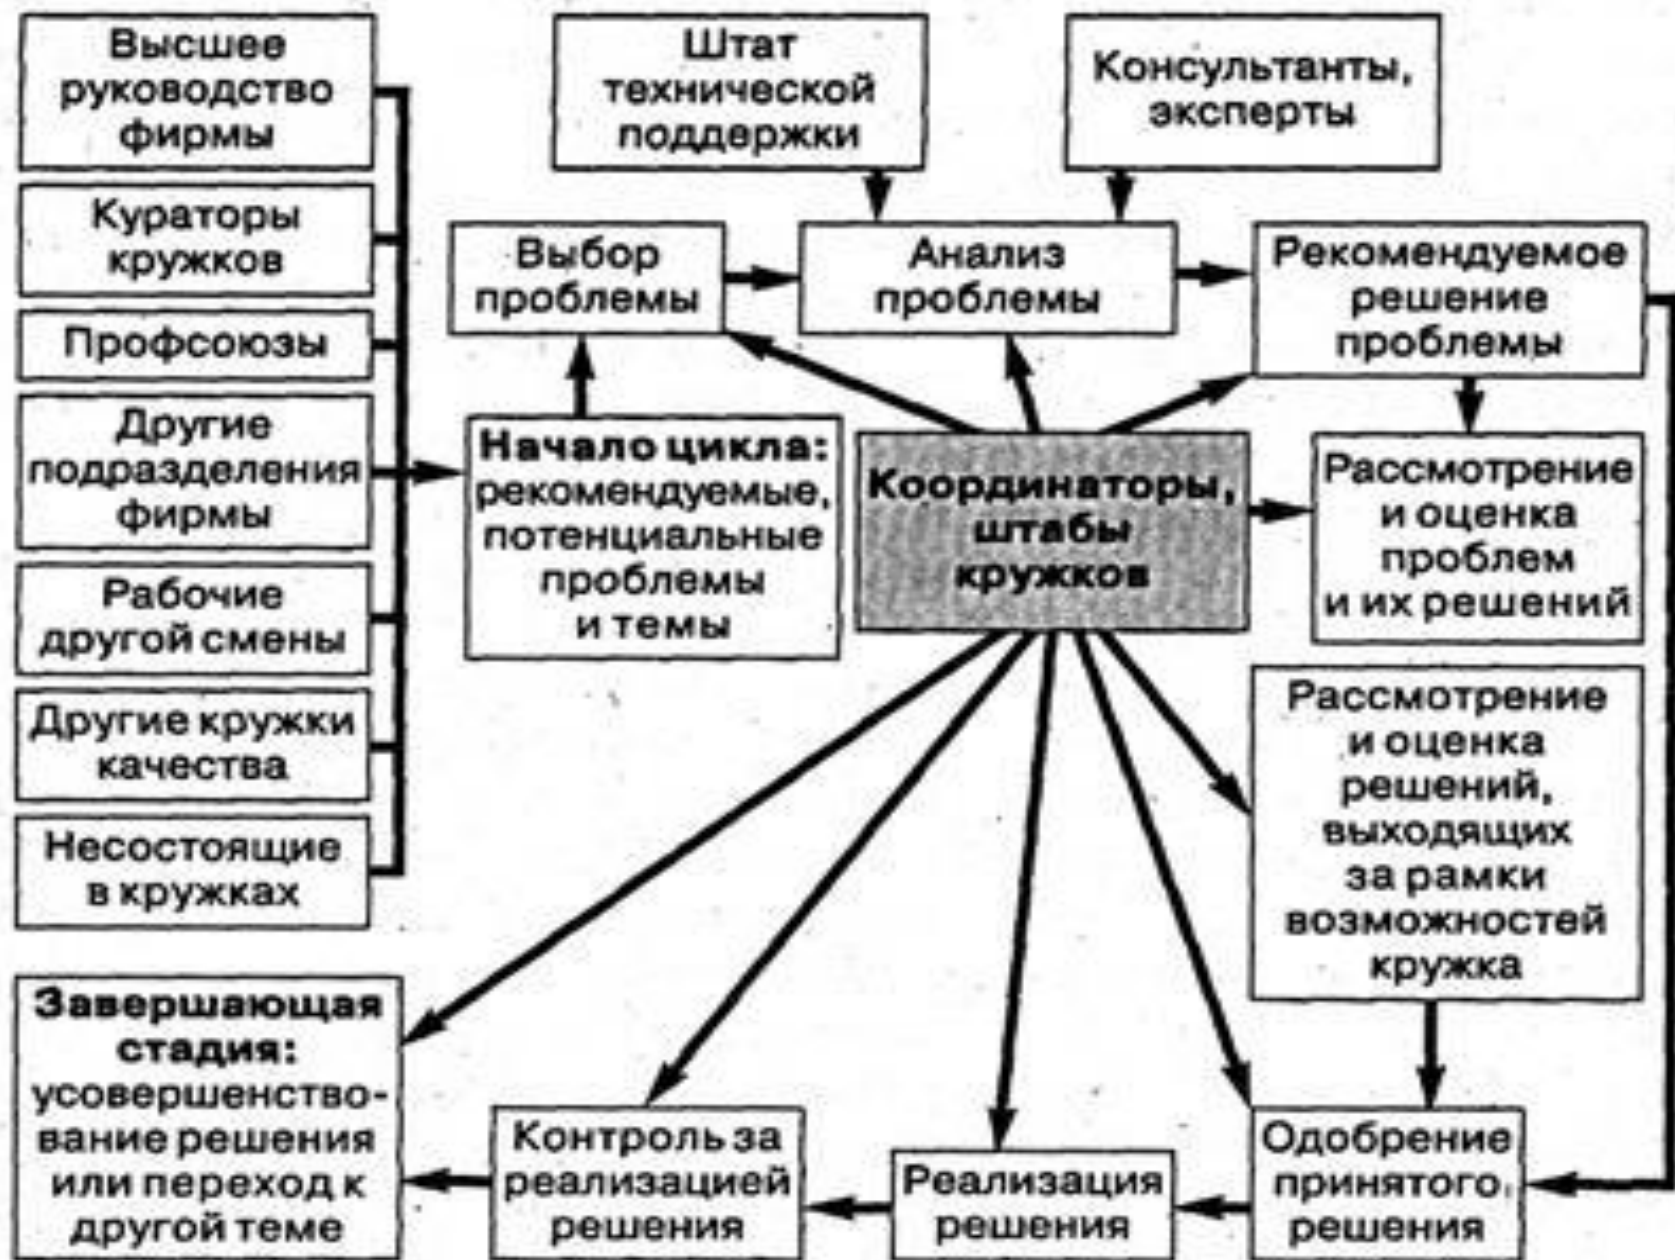 Высшее
руководство
фирмы
Кураторы
кружков
Профсоюзы
Другие
подразделения
фирмы
Рабочие
другой смены
Другие кружки
качества
Несостоящие
в кружках
Штат
технической
поддержки
Консультанты,
эксперты
Выбор
проблемы
Анализ
проблемы
Рекомендуемое
решение
проблемы
Начало цикла:
рекомендуемые,
потенциальные
проблемы
и темы
Координаторы,
штабы
кружков
Рассмотрение
и оценка
проблем
и их решений
Рассмотрение
и оценка
решений,
выходящих
за рамки
возможностей
кружка
Завершающая
стадия:
усовершенство-
вание решения
или переход к
другой теме
Контроль за
реализацией
решения
Реализация
решения
Одобрение
принятого
решения